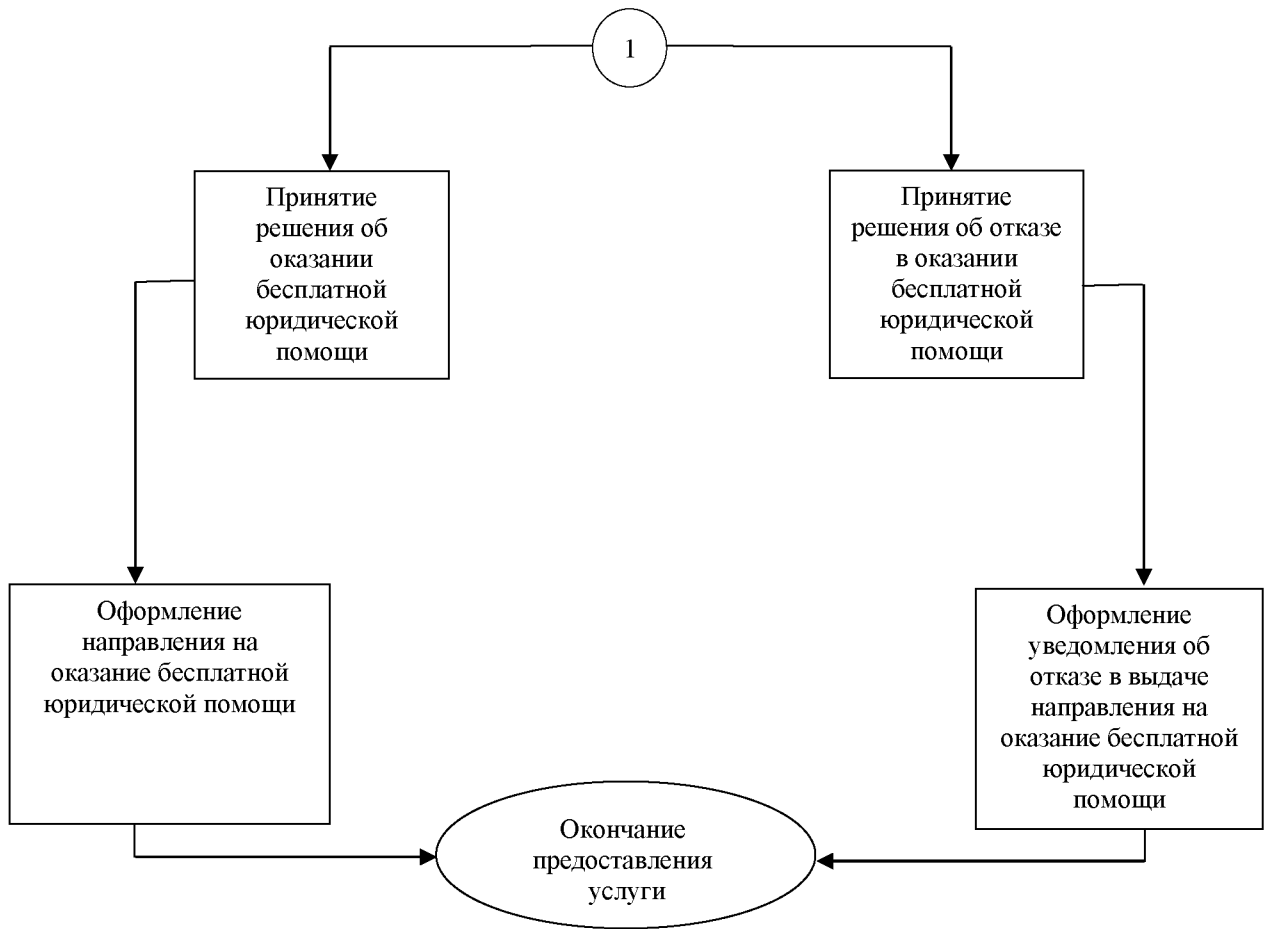 1
Принятие
решения об
оказании
бесплатной
юридической
помощи
Принятие
решения об отказе
в оказании
бесплатной
юридической
помощи
Оформление
направления на
оказание бесплатной
юридической помощи
Оформление
уведомления об
отказе в выдаче
направления на
оказание бесплатной
юридической
помощи
Окончание
предоставления
услуги